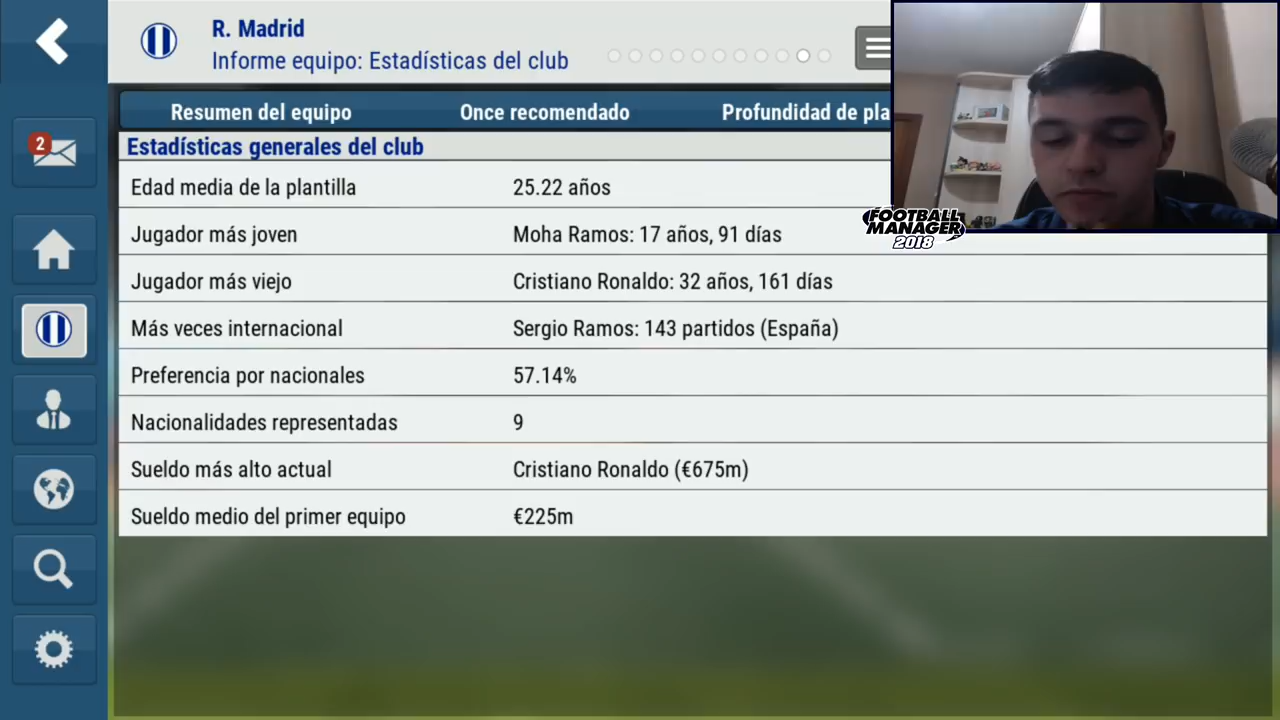 R. Madrid
Informe equipo: Estadísticas del club
2
Resumen del equipo Once recomendado Profundidad de pla
Estadísticas generales del club
Edad media de la plantilla 25.22 años
Jugador más joven Moha Ramos: 17 años, 91 días
FOOTBALL
MANAGER
2018
Jugador más viejo Cristiano Ronaldo: 32 años, 161 días
Más veces internacional Sergio Ramos: 143 partidos (España)
Preferencia por nacionales 57.14%
Nacionalidades representadas 9
Sueldo más alto actual Cristiano Ronaldo (€675m)
Sueldo medio del primer equipo €225m